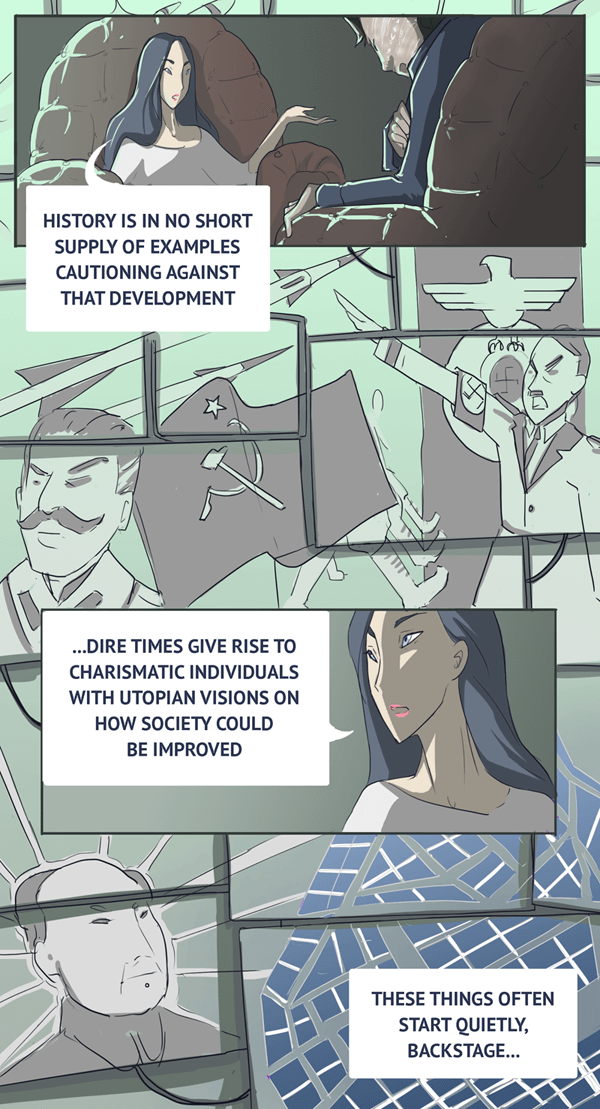 HISTORY IS IN NO SHORT
SUPPLY OF EXAMPLES
CAUTIONING AGAINST
THAT DEVELOPMENT
...DIRE TIMES GIVE RISE TO
CHARISMATIC INDIVIDUALS
WITH UTOPIAN VISIONS ON
HOW SOCIETY COULD
BE IMPROVED
THESE THINGS OFTEN
START QUIETLY,
BACKSTAGE...